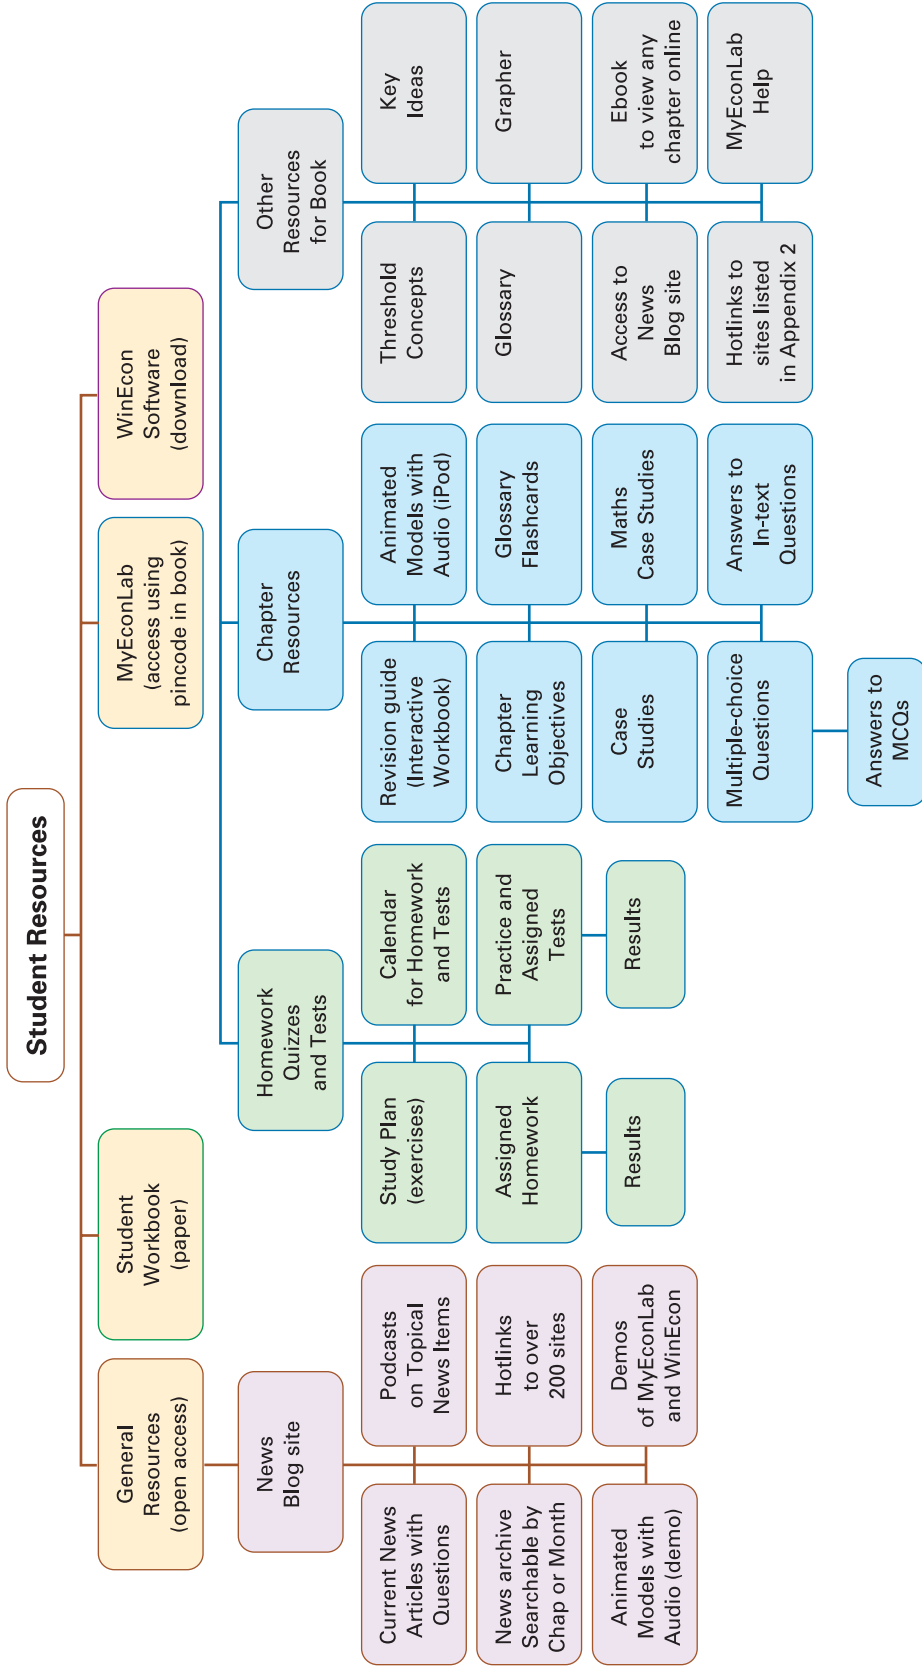 Student Resources
General
Resources
(open access)
Student
Workbook
(paper)
MyEconLab
(access using
pincode in book)
WinEcon
Software
(download)
News
Blog site
Homework
Quizzes
and Tests
Chapter
Resources
Other
Resources
for Book
Current News
Articles with
Questions
Podcasts
on Topical
News Items
News archive
Searchable by
Chap or Month
Hotlinks
to over
200 sites
Animated
Models with
Audio (demo)
Demos
of MyEconLab
and WinEcon
Study Plan
(exercises)
Calendar
for Homework
and Tests
Assigned
Homework
Practice and
Assigned
Tests
Results
Results
Revision guide
(Interactive
Workbook)
Animated
Models with
Audio (iPod)
Chapter
Learning
Objectives
Glossary
Flashcards
Case
Studies
Maths
Case Studies
Multiple-choice
Questions
Answers to
In-text
Questions
Answers to
MCQs
Threshold
Concepts
Key
Ideas
Glossary
Grapher
Access to
News
Blog site
Ebook
to view any
chapter online
Hotlinks to
sites listed
in Appendix 2
MyEconLab
Help